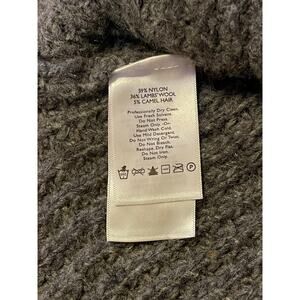 59% NYLON
36% LAMBS' WOOL
5% CAMEL HAIR
Professionally Dry Clean.
Use Fresh Solvent.
Do Not Press.
Steam Only -Or-
Hand Wash Cold.
Use Mild Detergent.
Do Not Wring Or Twist.
Do Not Bleach.
Reshape, Dry Flat.
Do Not Iron.
Steam Only.
P